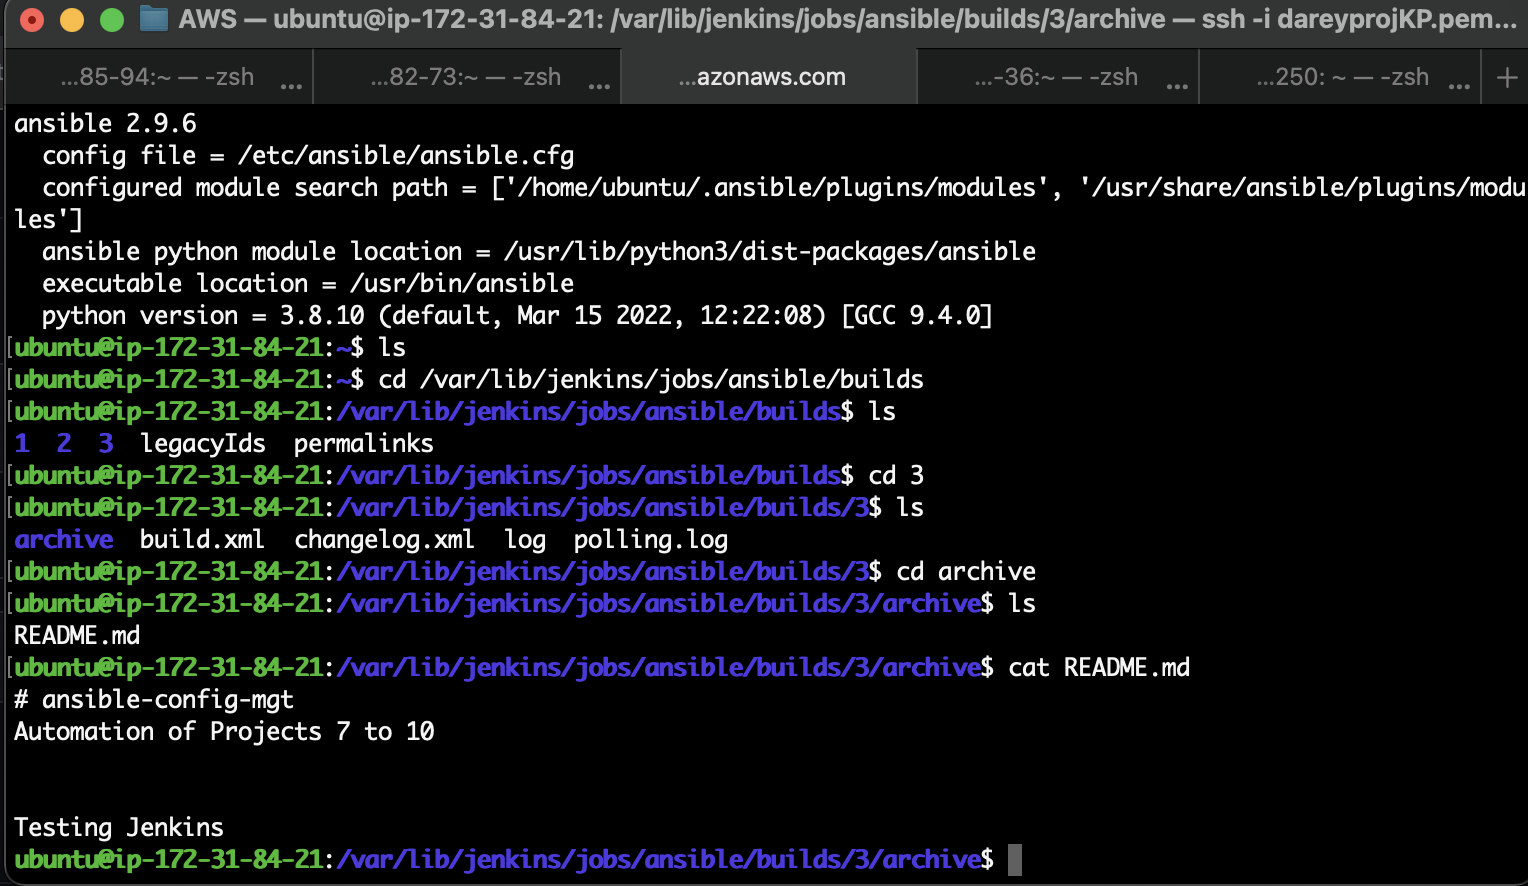 AWS — ubuntu@ip-172-31-84-21: /var/lib/jenkins/jobs/ansible/builds/3/archive — ssh -i dareyprojKP.pem...
...85-94:~ — -zsh ... ...82-73:~ — -zsh ... ...azonaws.com ...-36:~ — -zsh ... ...250: ~ — -zsh ... +
ansible 2.9.6
  config file = /etc/ansible/ansible.cfg
  configured module search path = ['/home/ubuntu/.ansible/plugins/modules', '/usr/share/ansible/plugins/modu
les']
  ansible python module location = /usr/lib/python3/dist-packages/ansible
  executable location = /usr/bin/ansible
  python version = 3.8.10 (default, Mar 15 2022, 12:22:08) [GCC 9.4.0]
[ubuntu@ip-172-31-84-21:~$ ls
[ubuntu@ip-172-31-84-21:~$ cd /var/lib/jenkins/jobs/ansible/builds
[ubuntu@ip-172-31-84-21:/var/lib/jenkins/jobs/ansible/builds$ ls
1  2  3  legacyIds  permalinks
[ubuntu@ip-172-31-84-21:/var/lib/jenkins/jobs/ansible/builds$ cd 3
[ubuntu@ip-172-31-84-21:/var/lib/jenkins/jobs/ansible/builds/3$ ls
archive  build.xml  changelog.xml  log  polling.log
[ubuntu@ip-172-31-84-21:/var/lib/jenkins/jobs/ansible/builds/3$ cd archive
[ubuntu@ip-172-31-84-21:/var/lib/jenkins/jobs/ansible/builds/3/archive$ ls
README.md
[ubuntu@ip-172-31-84-21:/var/lib/jenkins/jobs/ansible/builds/3/archive$ cat README.md
# ansible-config-mgt
Automation of Projects 7 to 10
Testing Jenkins
ubuntu@ip-172-31-84-21:/var/lib/jenkins/jobs/ansible/builds/3/archive$